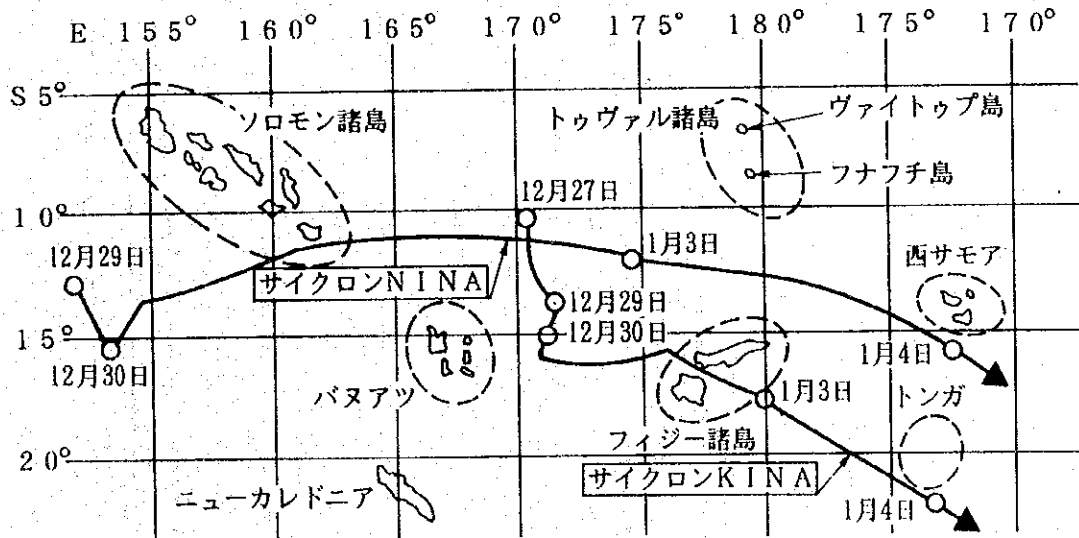 E 155° 160° 165° 170° 175° 180° 175° 170°
S 5°
ソロモン諸島
トゥヴァル諸島
ヴァイトゥプ島
フナフチ島
12月27日
10°
12月29日
1月3日
西サモア
サイクロンNINA
12月29日
12月30日
15°
12月30日
1月4日
バヌアツ
1月3日
トンガ
フィジー諸島
20°
サイクロンKINA
ニューカレドニア
1月4日